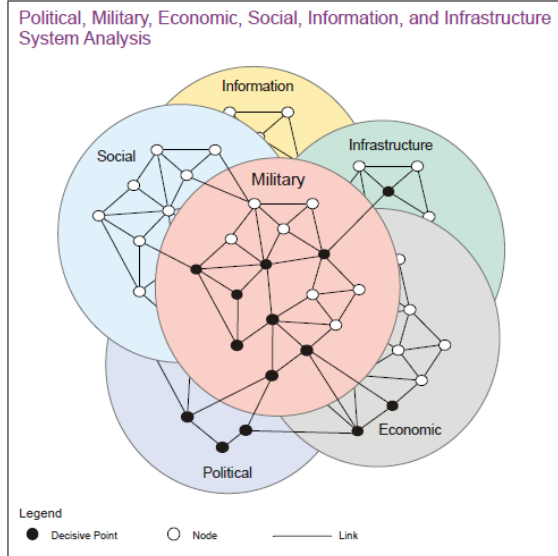 Political, Military, Economic, Social, Information, and Infrastructure
System Analysis
Information
Social
Infrastructure
Military
Economic
Political
Legend
Decisive Point
Node
Link